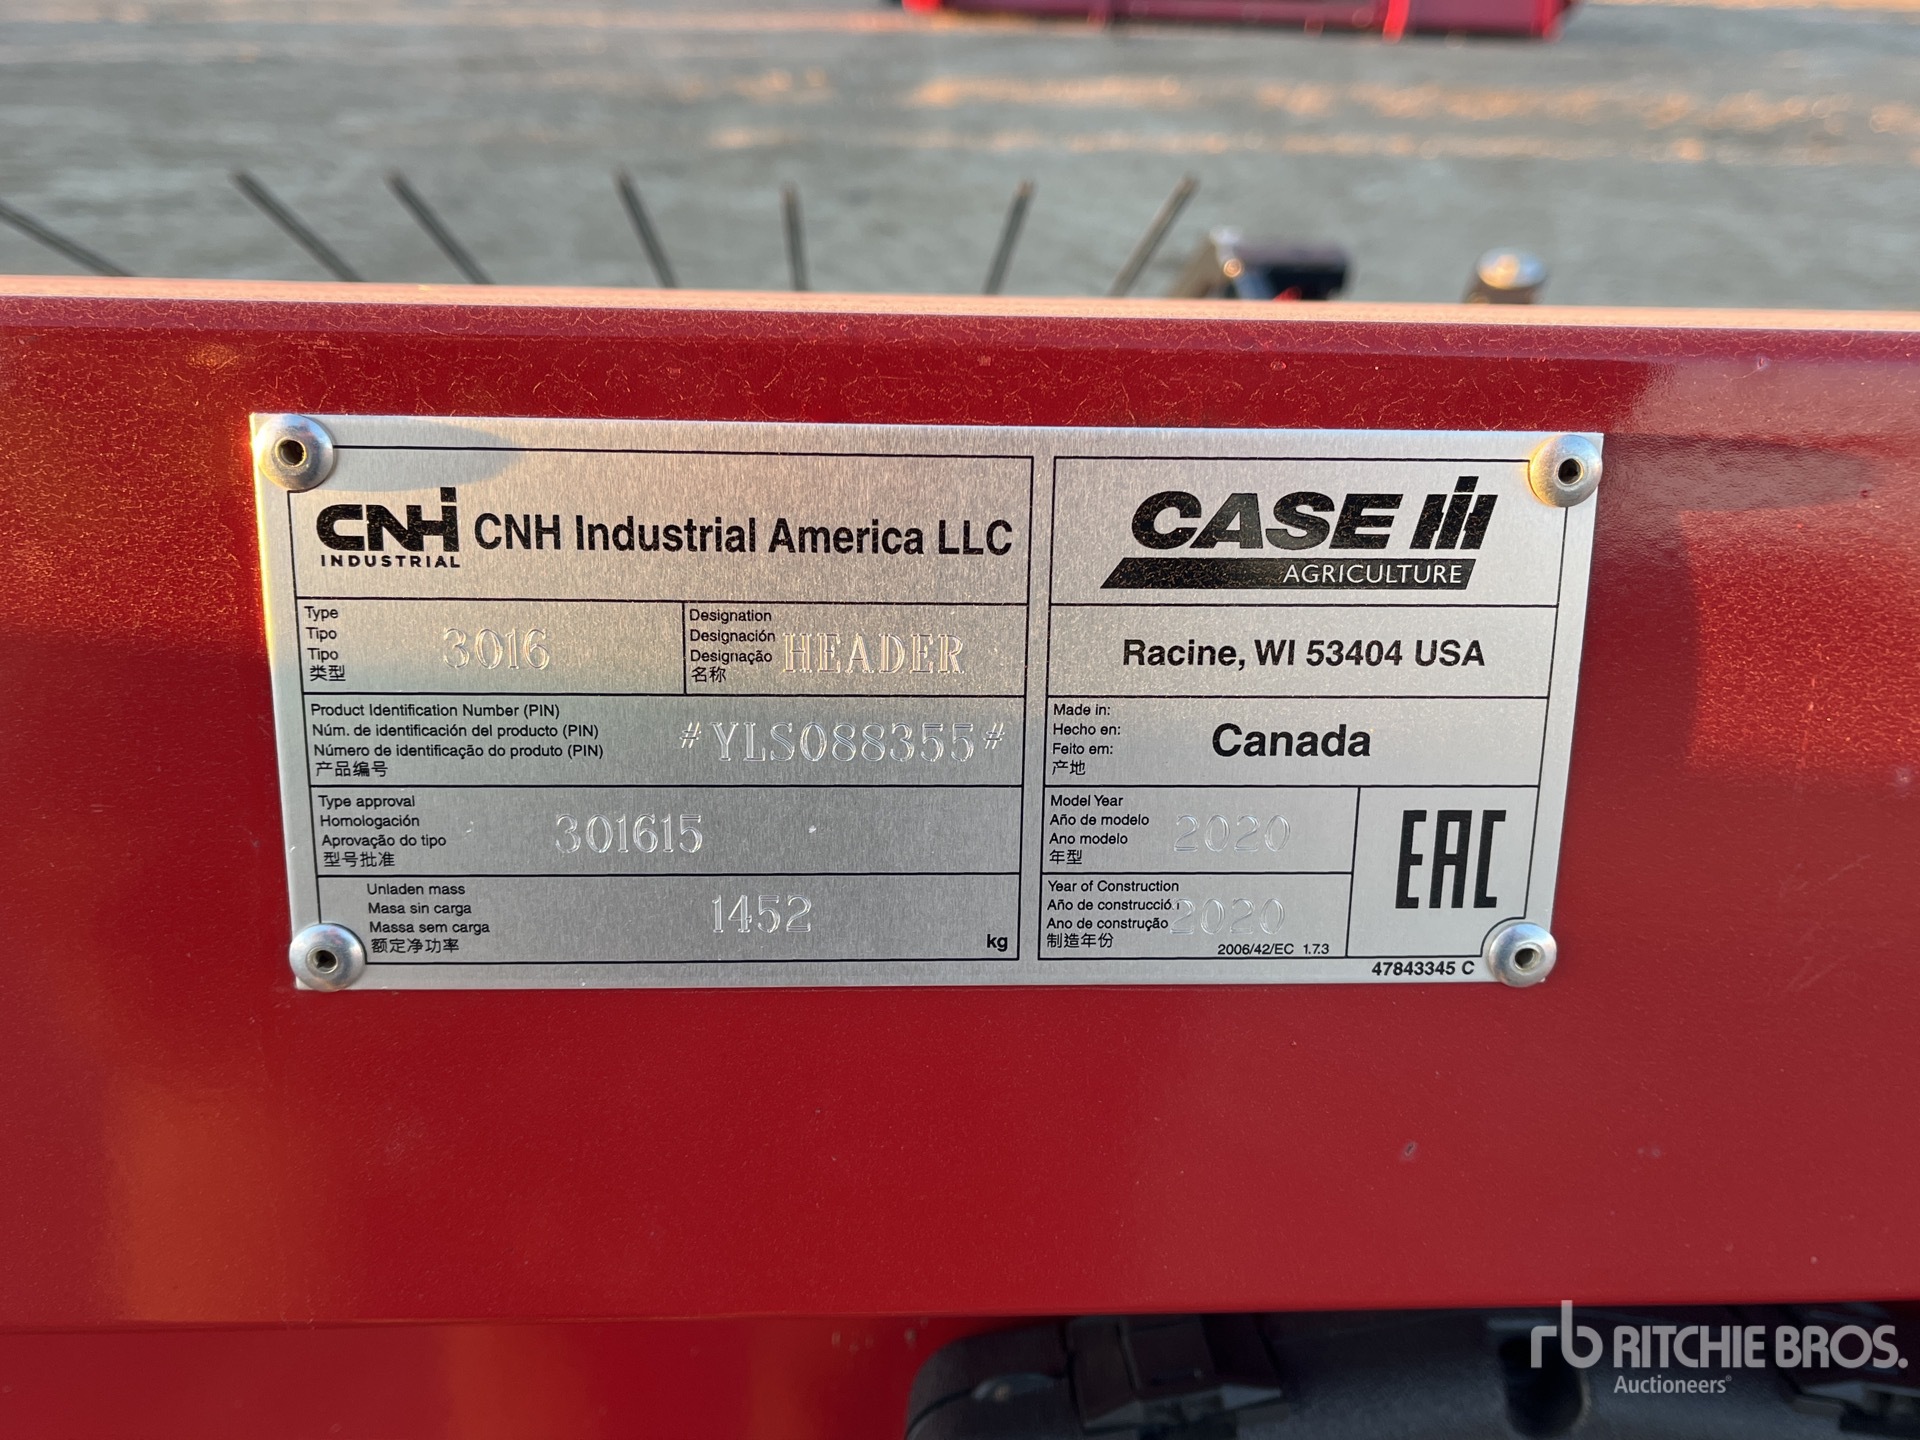 CNH INDUSTRIAL
CNH Industrial America LLC
Type
Tipo
Tipo
类型
3016
Designation
Designación
Designação
名称
HEADER
Product Identification Number (PIN)
Núm. de identificación del producto (PIN)
Número de identificação do produto (PIN)
产品编号
#YLS088355#
Type approval
Homologación
Aprovação do tipo
型号批准
301615
Unladen mass
Masa sin carga
Massa sem carga
额定净功率
1452
kg
CASE IH
AGRICULTURE
Racine, WI 53404 USA
Made in:
Hecho en:
Feito em:
产地
Canada
Model Year
Año de modelo
Ano modelo
年型
2020
Year of Construction
Año de construcción
Ano de construção
制造年份
2020
2006/42/EC 1.7.3
EAC
47843345 C
rb RITCHIE BROS.
Auctioneers